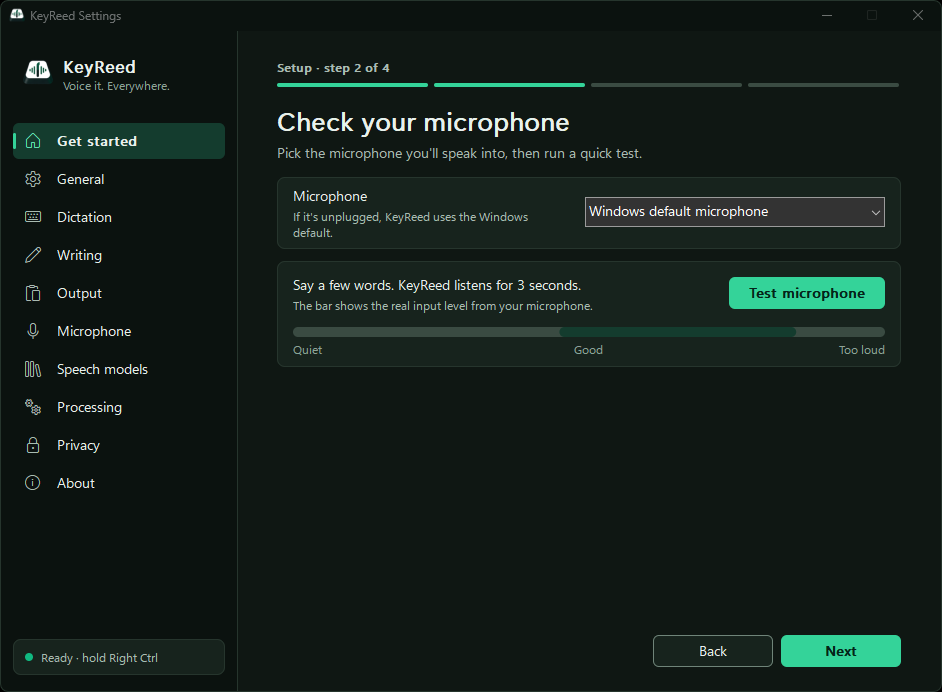 KeyReed Settings
KeyReed
Voice it. Everywhere.
Get started
General
Dictation
Writing
Output
Microphone
Speech models
Processing
Privacy
About
Ready · hold Right Ctrl
Setup · step 2 of 4
Check your microphone
Pick the microphone you'll speak into, then run a quick test.
Microphone
If it's unplugged, KeyReed uses the Windows
default.
Windows default microphone
Say a few words. KeyReed listens for 3 seconds.
The bar shows the real input level from your microphone.
Test microphone
Quiet Good Too loud
Back Next